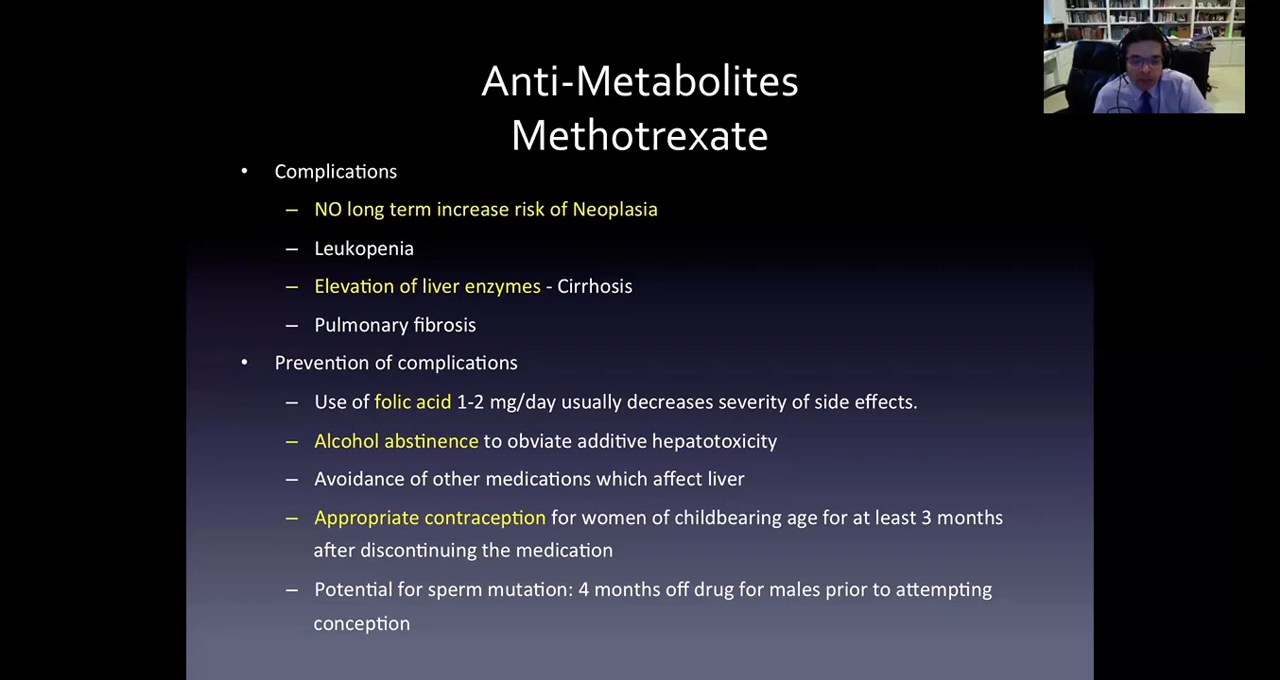 Anti-Metabolites
Methotrexate
• Complications
– NO long term increase risk of Neoplasia
– Leukopenia
– Elevation of liver enzymes - Cirrhosis
– Pulmonary fibrosis
• Prevention of complications
– Use of folic acid 1-2 mg/day usually decreases severity of side effects.
– Alcohol abstinence to obviate additive hepatotoxicity
– Avoidance of other medications which affect liver
– Appropriate contraception for women of childbearing age for at least 3 months
after discontinuing the medication
– Potential for sperm mutation: 4 months off drug for males prior to attempting
conception